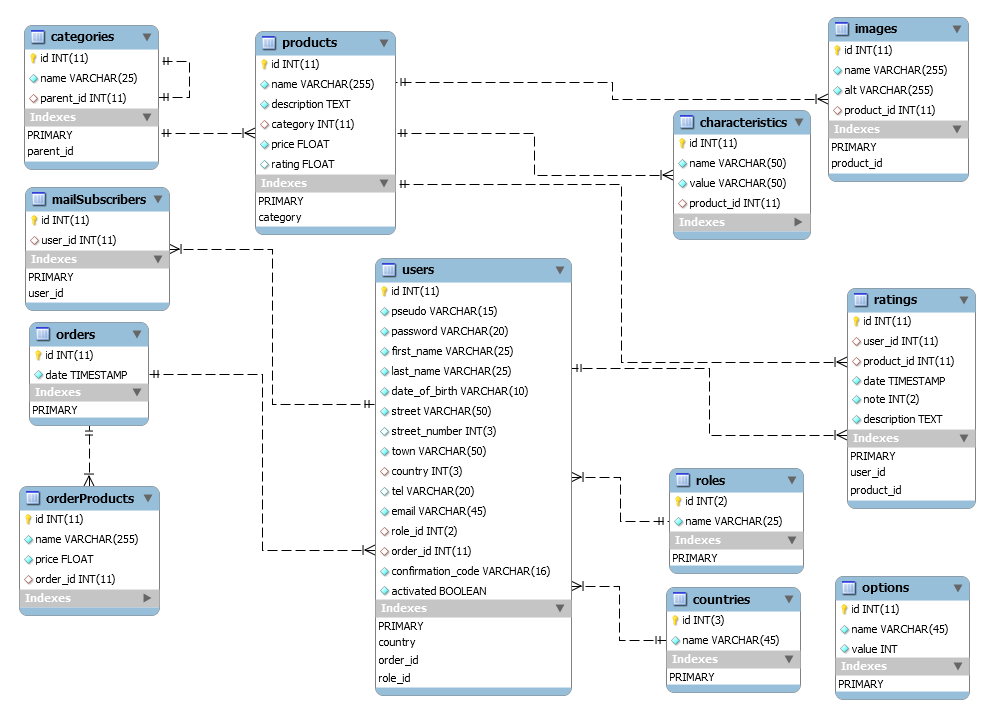 categories
id INT(11)
name VARCHAR(25)
parent_id INT(11)
Indexes
PRIMARY
parent_id
products
id INT(11)
name VARCHAR(255)
description TEXT
category INT(11)
price FLOAT
rating FLOAT
Indexes
PRIMARY
category
images
id INT(11)
name VARCHAR(255)
alt VARCHAR(255)
product_id INT(11)
Indexes
PRIMARY
product_id
characteristics
id INT(11)
name VARCHAR(50)
value VARCHAR(50)
product_id INT(11)
Indexes
mailSubscribers
id INT(11)
user_id INT(11)
Indexes
PRIMARY
user_id
users
id INT(11)
pseudo VARCHAR(15)
password VARCHAR(20)
first_name VARCHAR(25)
last_name VARCHAR(25)
date_of_birth VARCHAR(10)
street VARCHAR(50)
street_number INT(3)
town VARCHAR(50)
country INT(3)
tel VARCHAR(20)
email VARCHAR(45)
role_id INT(2)
order_id INT(11)
confirmation_code VARCHAR(16)
activated BOOLEAN
Indexes
PRIMARY
country
order_id
role_id
ratings
id INT(11)
user_id INT(11)
product_id INT(11)
date TIMESTAMP
note INT(2)
description TEXT
Indexes
PRIMARY
user_id
product_id
orders
id INT(11)
date TIMESTAMP
Indexes
PRIMARY
orderProducts
id INT(11)
name VARCHAR(255)
price FLOAT
order_id INT(11)
Indexes
roles
id INT(2)
name VARCHAR(25)
Indexes
PRIMARY
countries
id INT(3)
name VARCHAR(45)
Indexes
PRIMARY
options
id INT(11)
name VARCHAR(45)
value INT
Indexes
PRIMARY